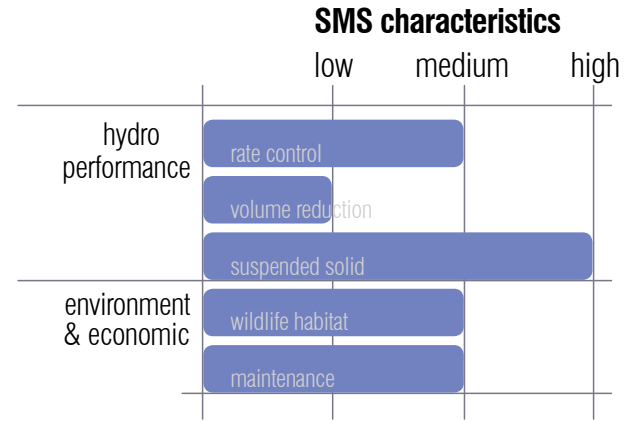 SMS characteristics
low medium high
hydro
performance
rate control
volume reduction
suspended solid
environment
& economic
wildlife habitat
maintenance